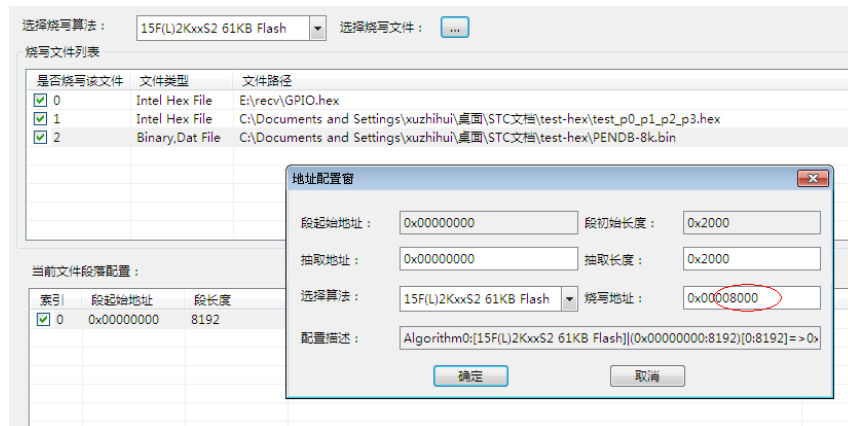 选择烧写算法： 15F(L)2KxxS2 61KB Flash 选择烧写文件： ...
烧写文件列表
是否烧写该文件 文件类型 文件路径
0 Intel Hex File E:\recv\GPIO.hex
1 Intel Hex File C:\Documents and Settings\xuzhihui\桌面\STC文档\test-hex\test_p0_p1_p2_p3.hex
2 Binary,Dat File C:\Documents and Settings\xuzhihui\桌面\STC文档\test-hex\PENDB-8k.bin
地址配置窗
段起始地址： 0x00000000 段初始长度： 0x2000
抽取地址： 0x00000000 抽取长度： 0x2000
选择算法： 15F(L)2KxxS2 61KB Flash 烧写地址： 0x00008000
配置描述： Algorithm0:[15F(L)2KxxS2 61KB Flash]|(0x00000000:8192)[0:8192]=>0x
确定 取消
当前文件段落配置：
索引 段起始地址 段长度
0 0x00000000 8192